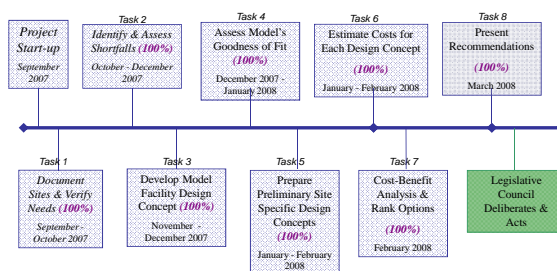 Project
Start-up
September
2007
Task 2
Identify & Assess
Shortfalls (100%)
October - December
2007
Task 4
Assess Model's
Goodness of Fit
(100%)
December 2007 -
January 2008
Task 6
Estimate Costs for
Each Design Concept
(100%)
January - February
2008
Task 8
Present
Recommendations
(100%)
March 2008
Task 1
Document
Sites & Verify
Needs (100%)
September-
October 2007
Task 3
Develop Model
Facility Design
Concept (100%)
November -
December 2007
Task 5
Prepare
Preliminary Site
Specific Design
Concepts
(100%)
January - February
2008
Task 7
Cost-Benefit
Analysis &
Rank Options
(100%)
February 2008
Legislative
Council
Deliberates &
Acts